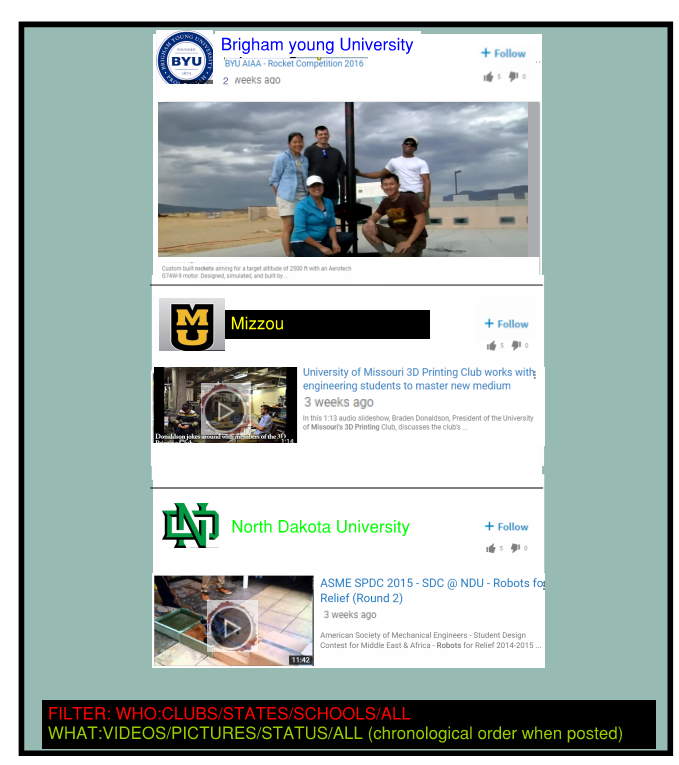 BRIGHAM YOUNG UNIVERSITY
FOUNDED
BYU
1875
Brigham young University
+ Follow
BYU AIAA - Rocket Competition 2016
2 weeks ago
5 0
Custom built rockets aiming for a target altitude of 2500 ft with an Aerotech
G74W-9 motor. Designed, simulated, and built by ...
MU
Mizzou
+ Follow
5 0
University of Missouri 3D Printing Club works with
engineering students to master new medium
3 weeks ago
In this 1:13 audio slideshow, Braden Donaldson, President of the University
of Missouri's 3D Printing Club, discusses the club's ...
Donaldson jokes around with members of the 3D
Printing Club
1:14
ND
North Dakota University
+ Follow
5 0
ASME SPDC 2015 - SDC @ NDU - Robots for
Relief (Round 2)
3 weeks ago
American Society of Mechanical Engineers - Student Design
Contest for Middle East & Africa - Robots for Relief 2014-2015 ...
11:42
FILTER: WHO:CLUBS/STATES/SCHOOLS/ALL
WHAT:VIDEOS/PICTURES/STATUS/ALL (chronological order when posted)